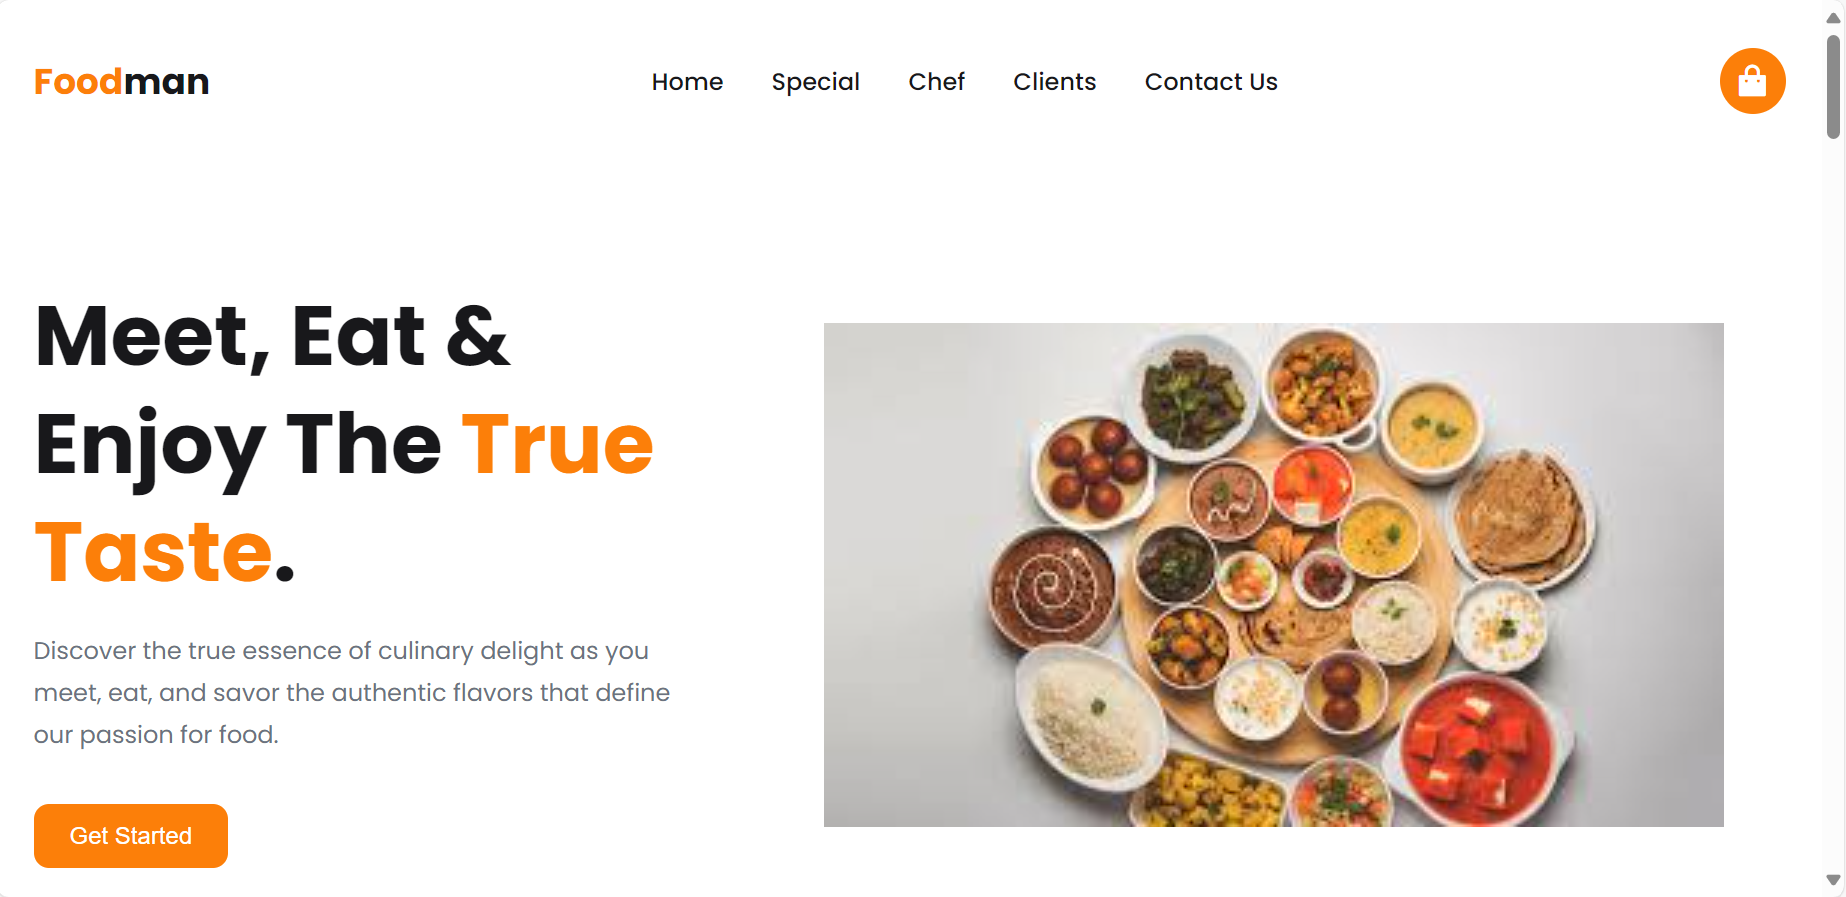 Foodman
Home Special Chef Clients Contact Us
Meet, Eat &
Enjoy The True
Taste.
Discover the true essence of culinary delight as you
meet, eat, and savor the authentic flavors that define
our passion for food.
Get Started